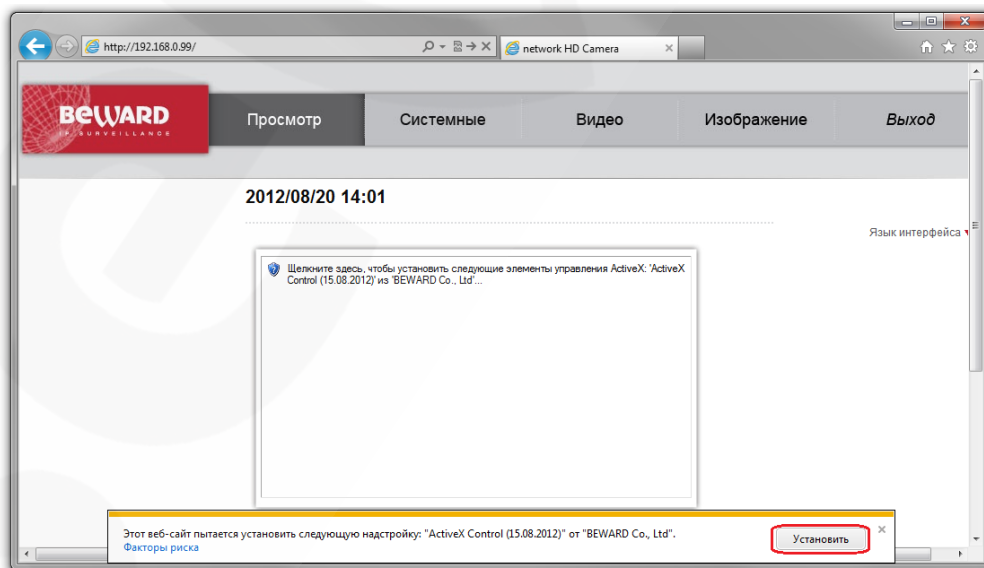 http://192.168.0.99/
network HD Camera
BEWARD
IP SURVEILLANCE
Просмотр
Системные
Видео
Изображение
Выход
2012/08/20 14:01
Язык интерфейса
Щелкните здесь, чтобы установить следующие элементы управления ActiveX: 'ActiveX
Control (15.08.2012)' из 'BEWARD Co., Ltd'...
Этот веб-сайт пытается установить следующую надстройку: "ActiveX Control (15.08.2012)" от "BEWARD Co., Ltd".
Факторы риска
Установить